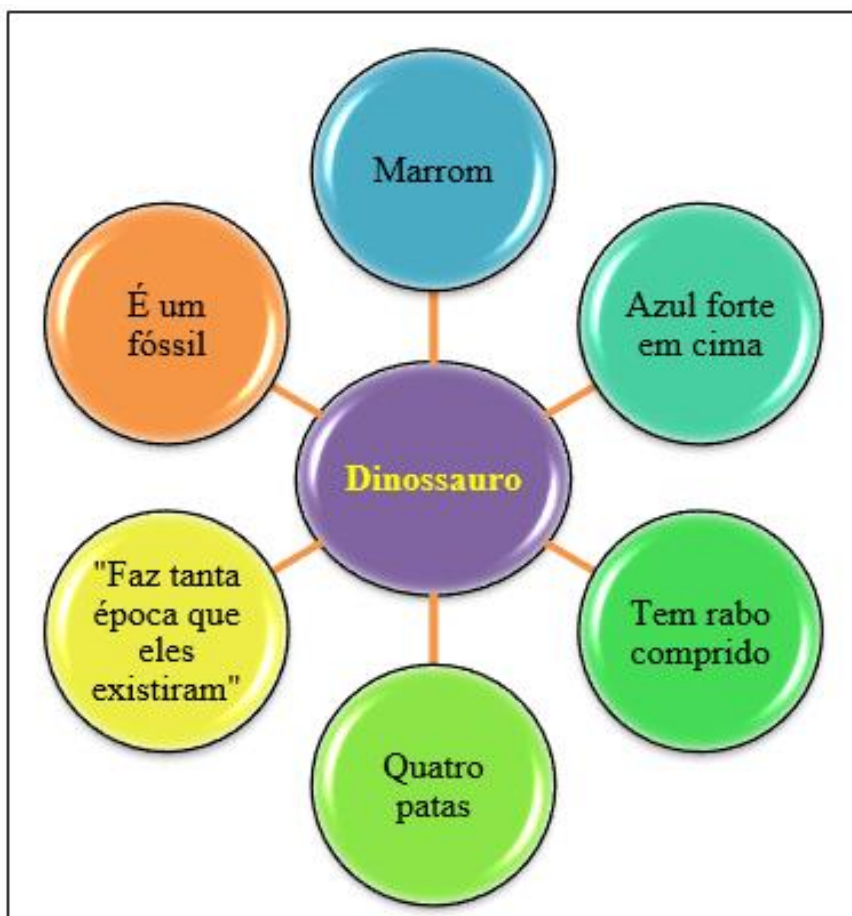 Marrom
É um
fóssil
Azul forte
em cima
Dinossauro
"Faz tanta
época que
eles
existiram"
Tem rabo
comprido
Quatro
patas